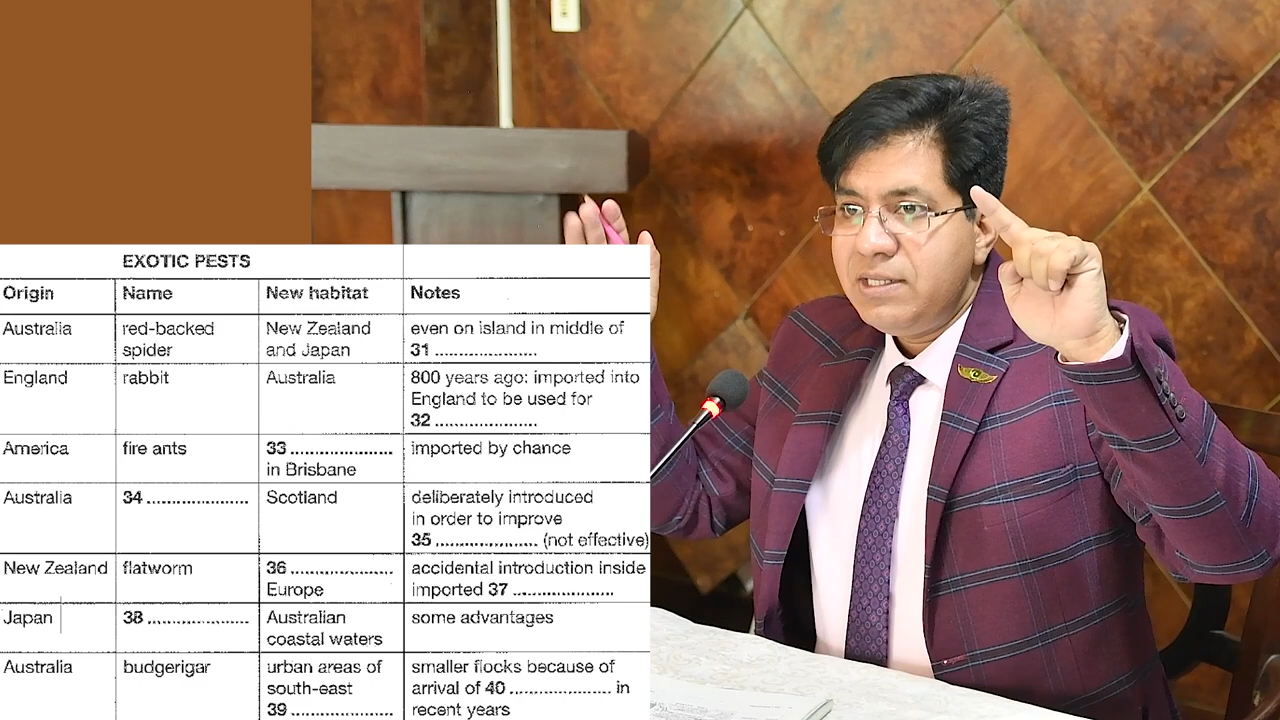 EXOTIC PESTS
Origin Name New habitat Notes
Australia red-backed spider New Zealand and Japan even on island in middle of 31 ....................
England rabbit Australia 800 years ago: imported into England to be used for 32 ....................
America fire ants 33 .................... in Brisbane imported by chance
Australia 34 .................... Scotland deliberately introduced in order to improve 35 .................... (not effective)
New Zealand flatworm 36 .................... Europe accidental introduction inside imported 37 ....................
Japan 38 .................... Australian coastal waters some advantages
Australia budgerigar urban areas of south-east 39 .................... smaller flocks because of arrival of 40 .................... in recent years